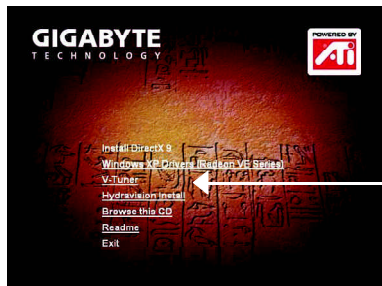 GIGABYTE
TECHNOLOGY
POWERED BY
ATi
Install DirectX 9
Windows XP Drivers (Radeon VE Series)
V-Tuner
Hydravision Install
Browse this CD
Readme
Exit